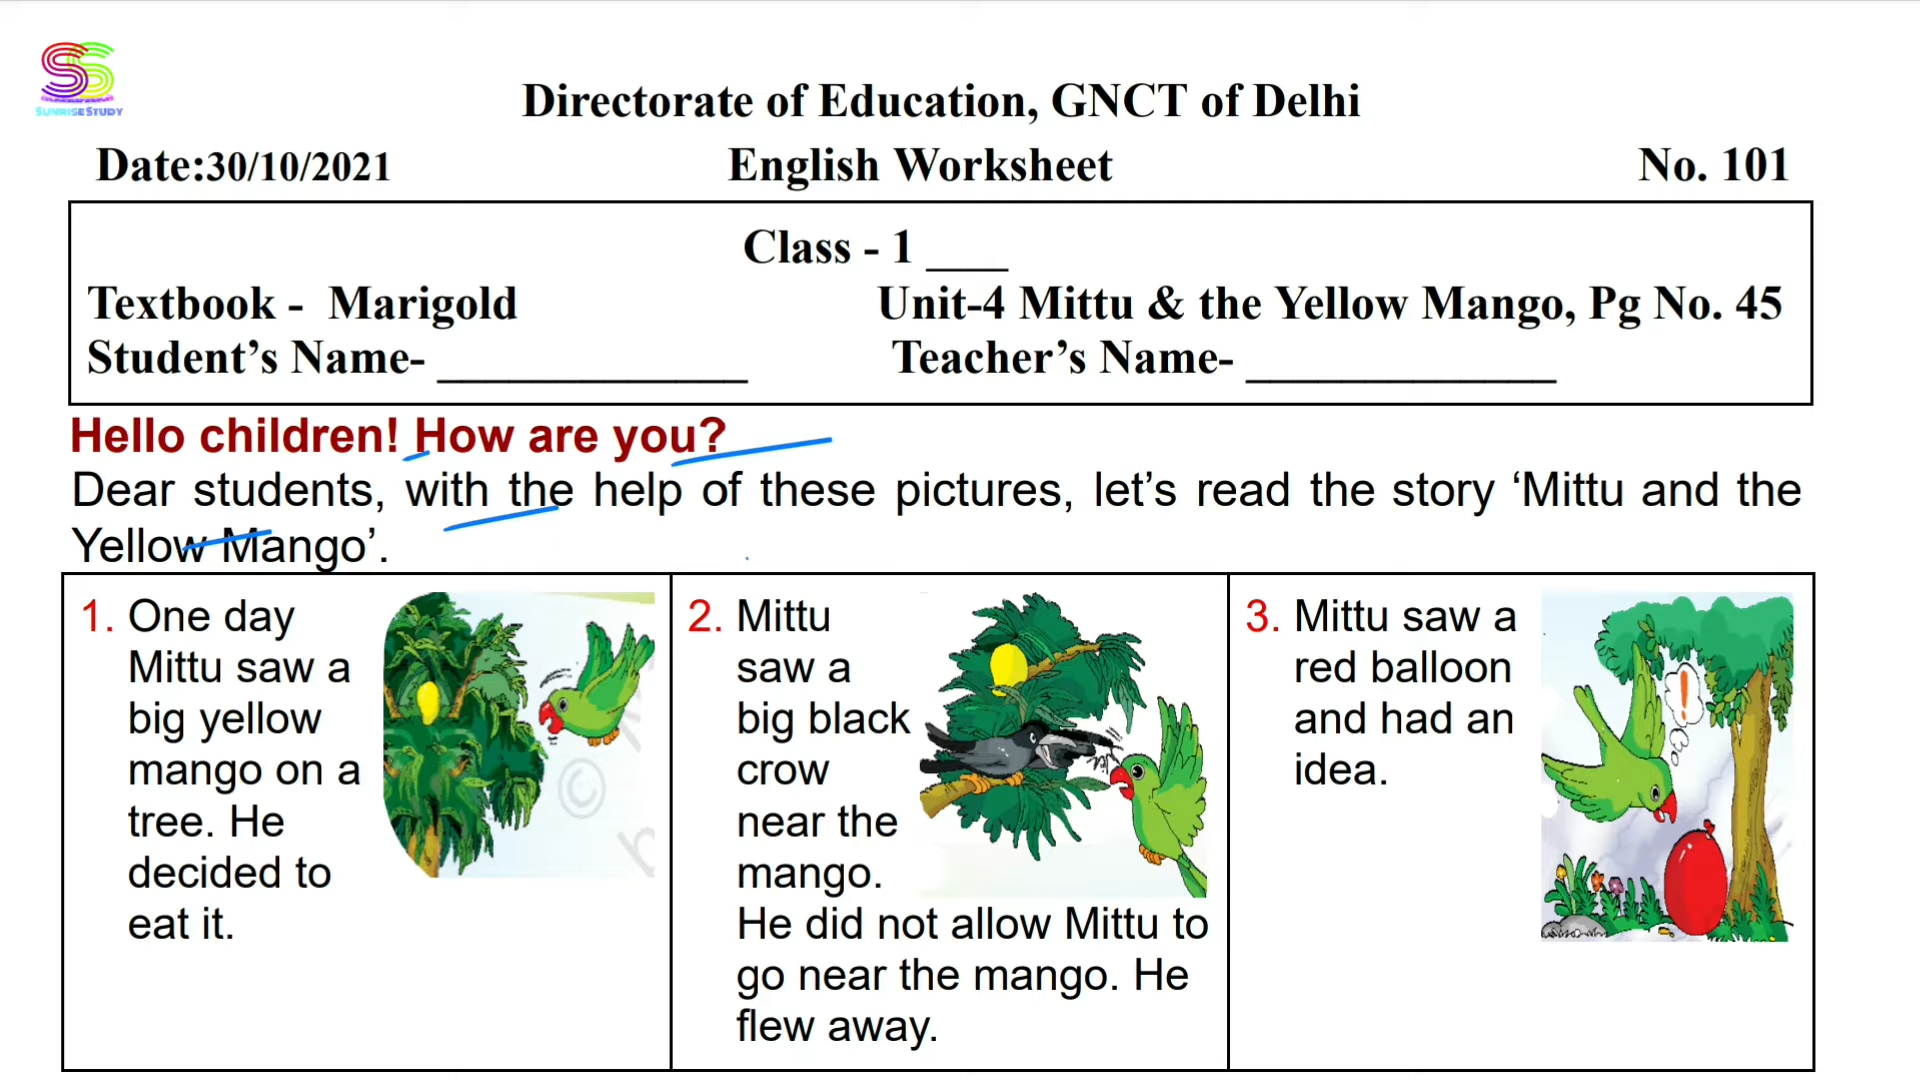 SUNRISE STUDY
Directorate of Education, GNCT of Delhi
Date:30/10/2021 English Worksheet No. 101
Class - 1 ____
Textbook - Marigold Unit-4 Mittu & the Yellow Mango, Pg No. 45
Student’s Name- _____________ Teacher’s Name- _____________
Hello children! How are you?
Dear students, with the help of these pictures, let’s read the story ‘Mittu and the
Yellow Mango’.
1. One day
Mittu saw a
big yellow
mango on a
tree. He
decided to
eat it.
2. Mittu
saw a
big black
crow
near the
mango.
He did not allow Mittu to
go near the mango. He
flew away.
3. Mittu saw a
red balloon
and had an
idea.
!
©